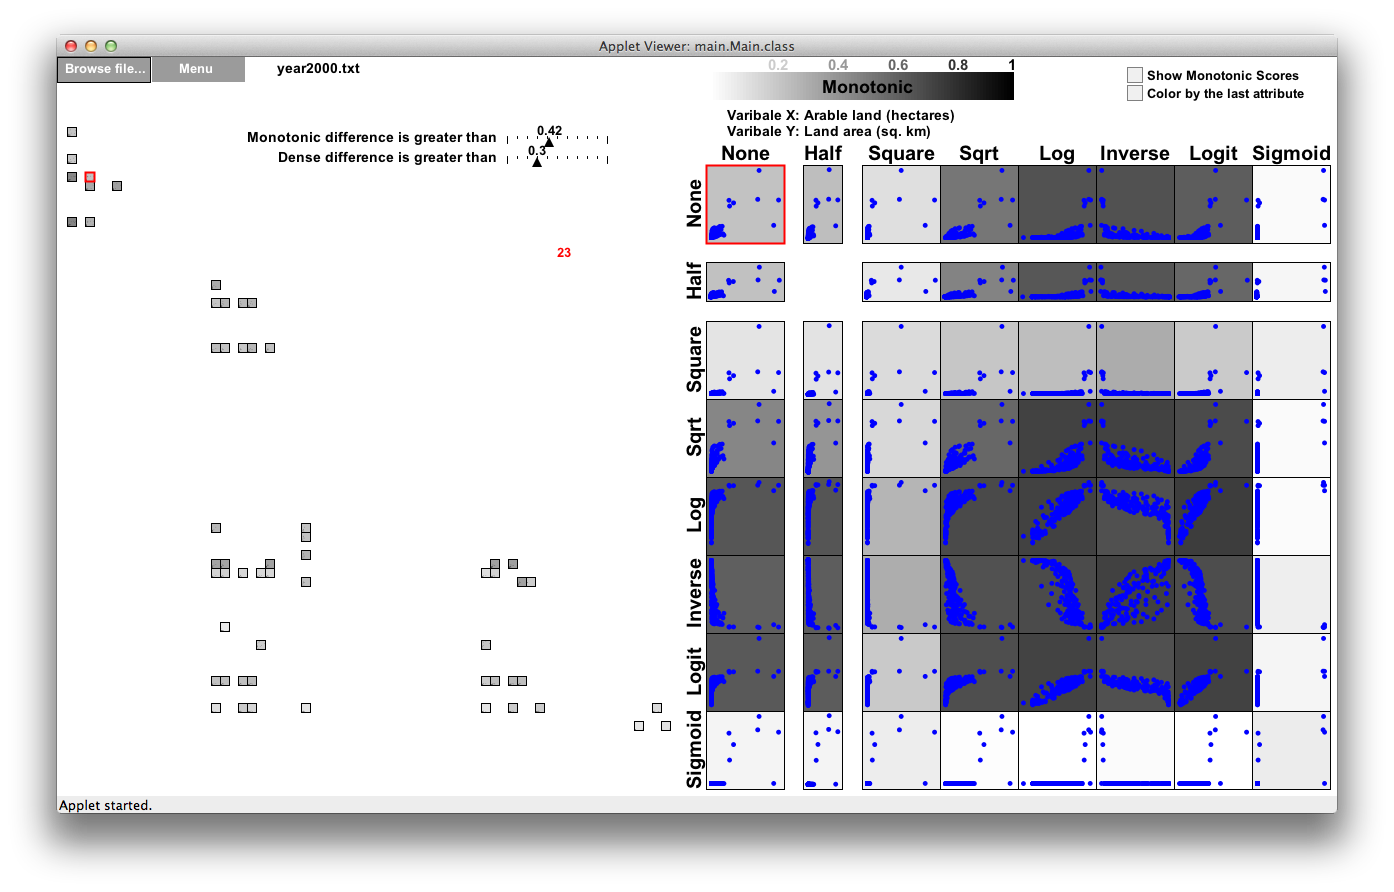 Applet Viewer: main.Main.class
Browse file...
Menu
year2000.txt
0.2 0.4 0.6 0.8 1
Monotonic
Show Monotonic Scores
Color by the last attribute
Varibale X: Arable land (hectares)
Varibale Y: Land area (sq. km)
Monotonic difference is greater than
0.42
Dense difference is greater than
0.3
23
None Half Square Sqrt Log Inverse Logit Sigmoid
None
Half
Square
Sqrt
Log
Inverse
Logit
Sigmoid
Applet started.